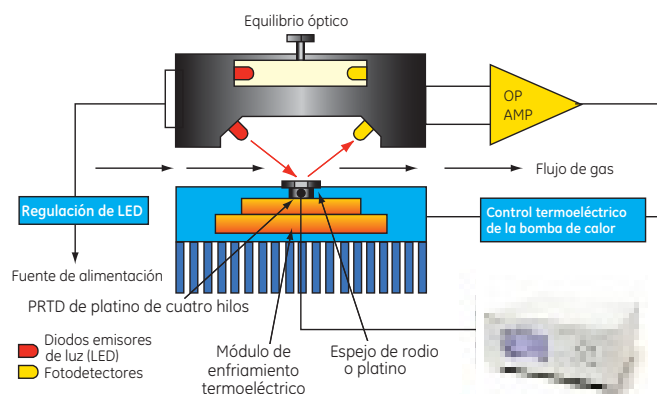 Equilibrio óptico
OP
AMP
Flujo de gas
Regulación de LED
Control termoeléctrico
de la bomba de calor
Fuente de alimentación
PRTD de platino de cuatro hilos
Diodos emisores
de luz (LED)
Fotodetectores
Módulo de
enfriamiento
termoeléctrico
Espejo de rodio
o platino